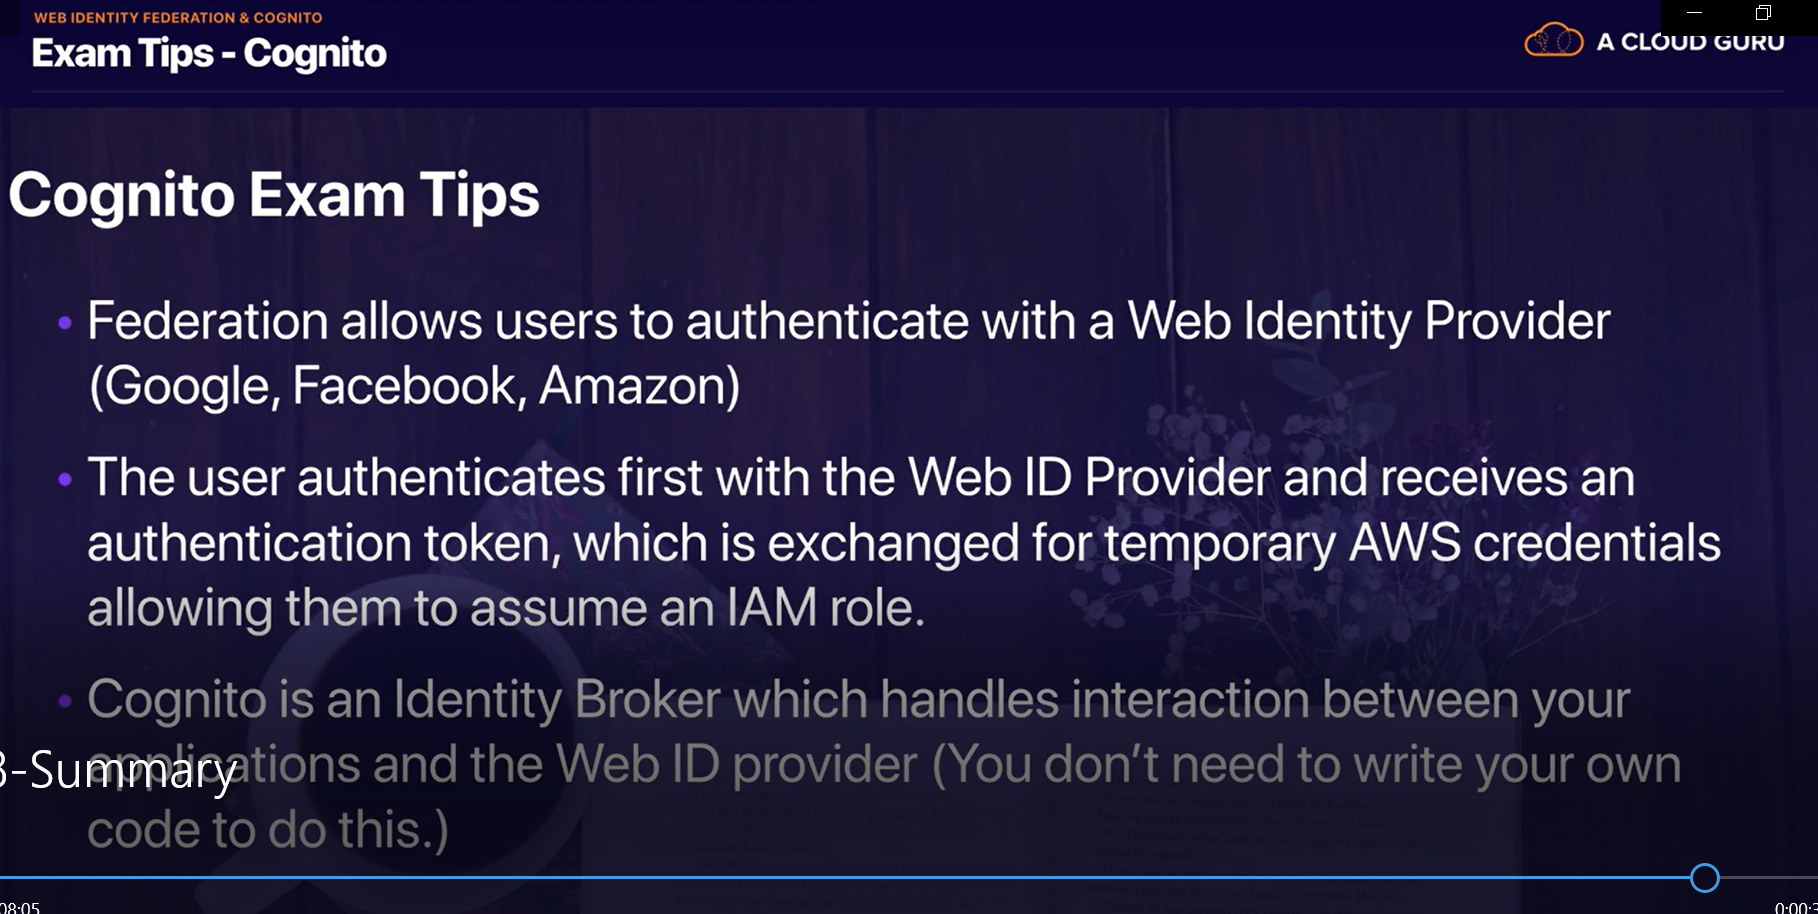 WEB IDENTITY FEDERATION & COGNITO
Exam Tips - Cognito
A CLOUD GURU
Cognito Exam Tips
• Federation allows users to authenticate with a Web Identity Provider
(Google, Facebook, Amazon)
• The user authenticates first with the Web ID Provider and receives an
authentication token, which is exchanged for temporary AWS credentials
allowing them to assume an IAM role.
• Cognito is an Identity Broker which handles interaction between your
applications and the Web ID provider (You don't need to write your own
code to do this.)
-Summary
08:05
0:00:3